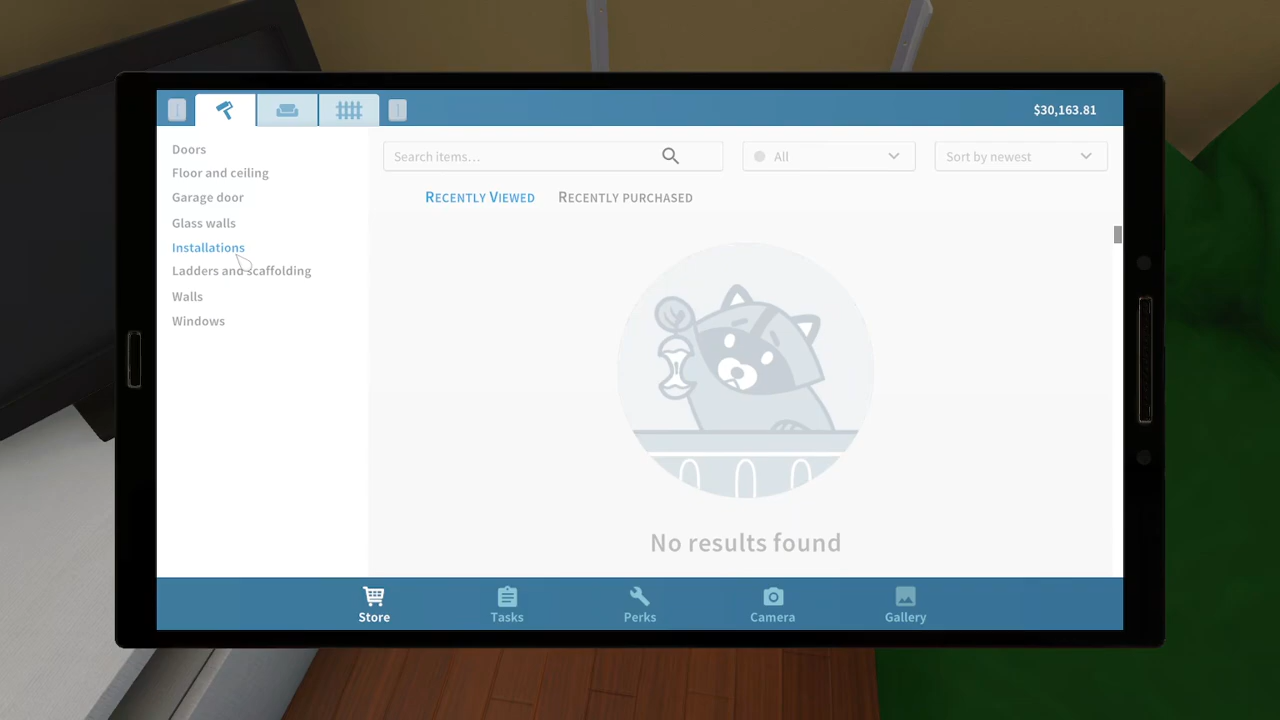 $30,163.81
Doors
Floor and ceiling
Garage door
Glass walls
Installations
Ladders and scaffolding
Walls
Windows
Search items...
All
Sort by newest
RECENTLY VIEWED
RECENTLY PURCHASED
No results found
Store
Tasks
Perks
Camera
Gallery